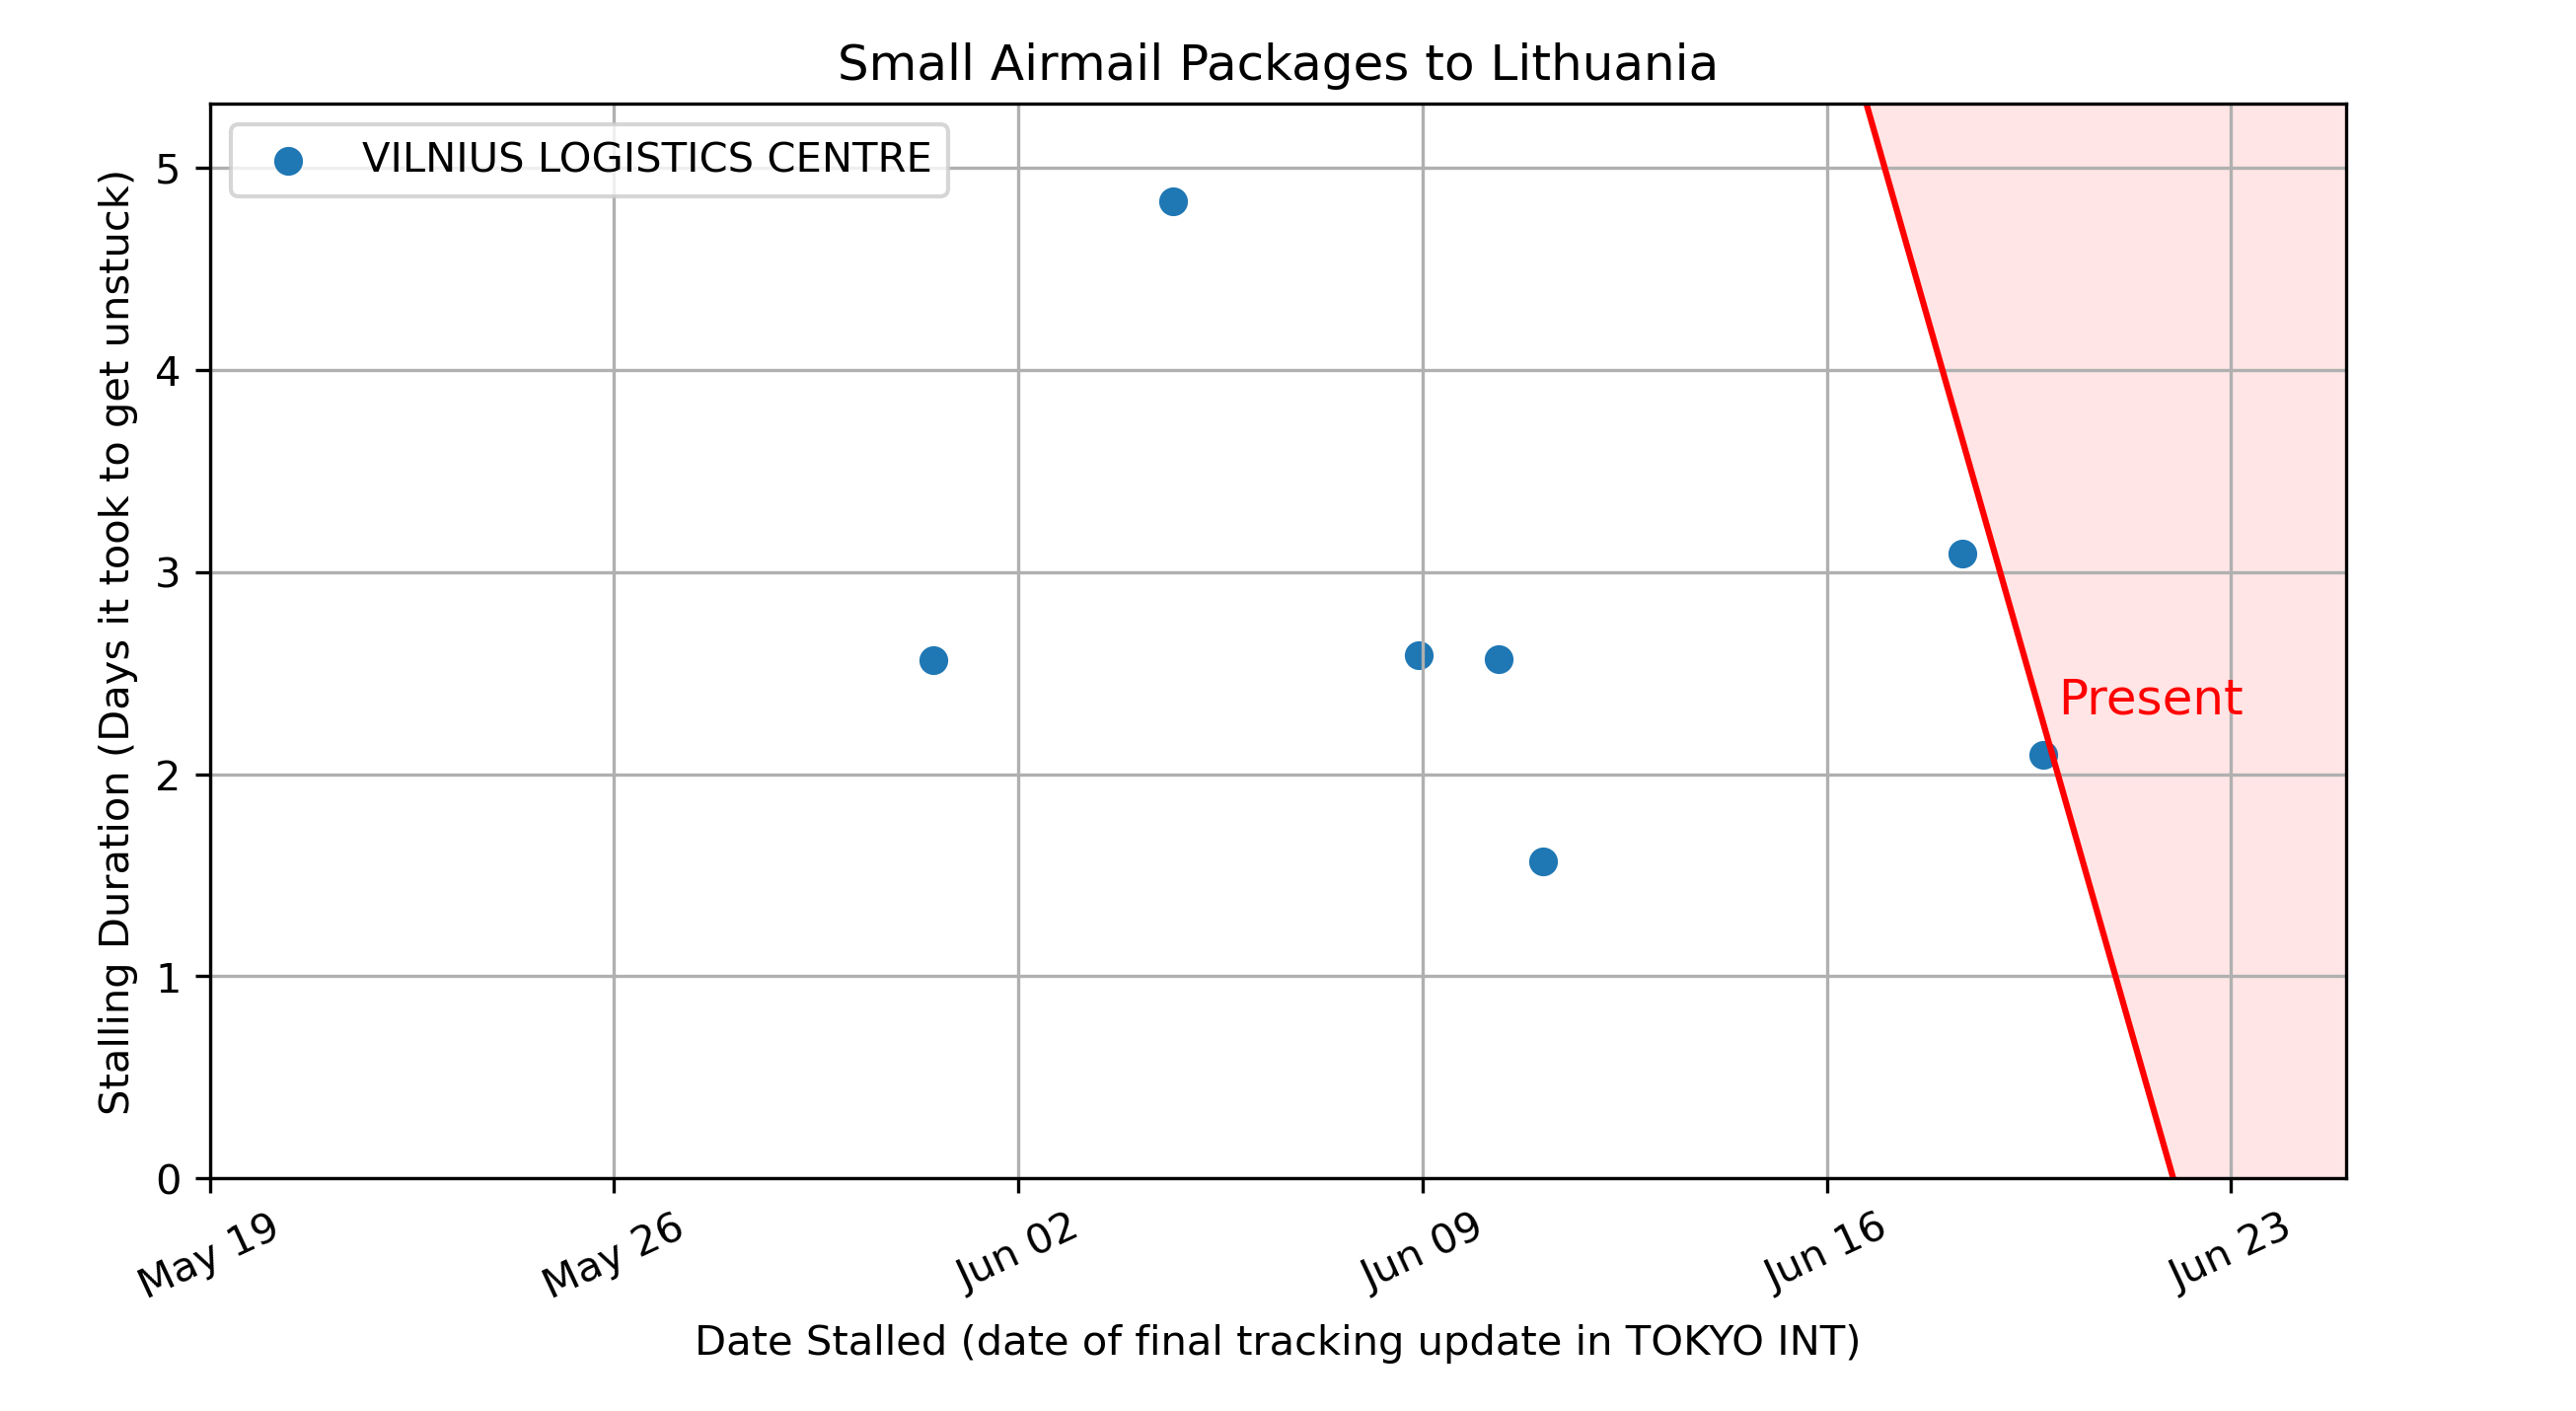 Small Airmail Packages to Lithuania
VILNIUS LOGISTICS CENTRE
Stalling Duration (Days it took to get unstuck)
5
4
3
2
1
0
Present
May 19
May 26
Jun 02
Jun 09
Jun 16
Jun 23
Date Stalled (date of final tracking update in TOKYO INT)